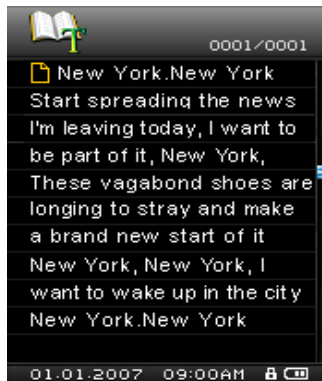 0001/0001
New York.New York
Start spreading the news
I'm leaving today, I want to
be part of it, New York,
These vagabond shoes are
longing to stray and make
a brand new start of it
New York, New York, I
want to wake up in the city
New York.New York
01.01.2007 09:00AM